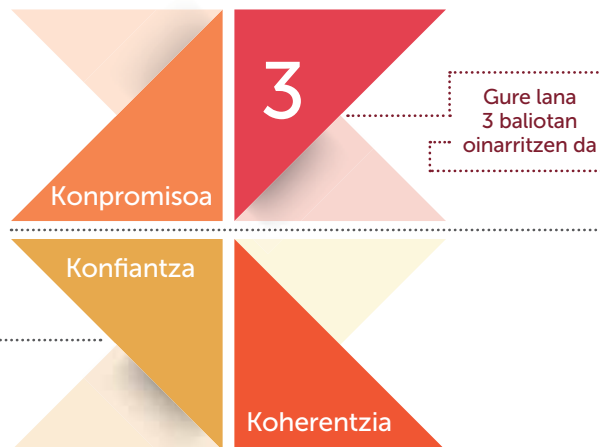 3
Gure lana
3 baliotan
oinarritzen da
Konpromisoa
Konfiantza
Koherentzia